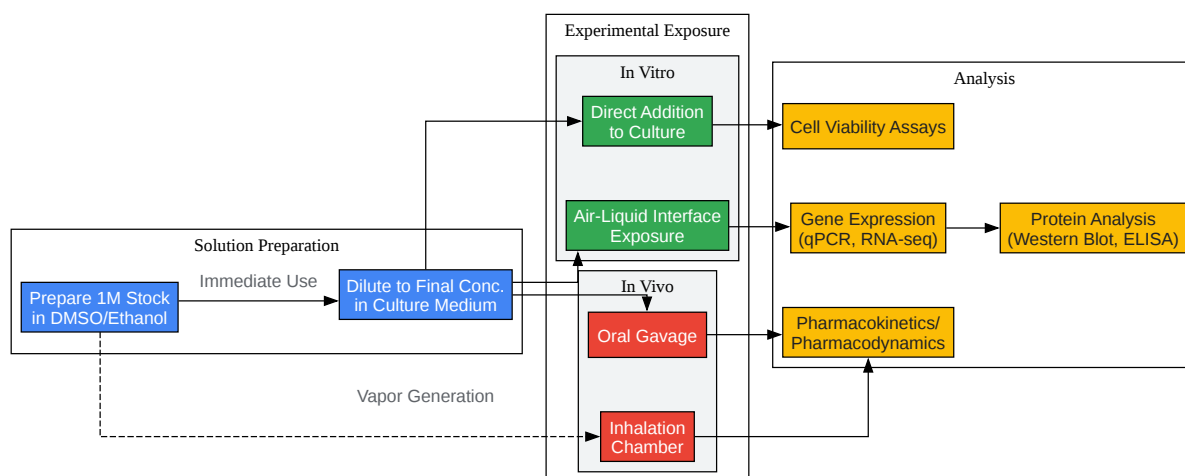 Experimental Exposure
In Vitro
Analysis
Direct Addition
to Culture
Cell Viability Assays
Air-Liquid Interface
Exposure
Gene Expression
(qPCR, RNA-seq)
Protein Analysis
(Western Blot, ELISA)
Solution Preparation
Immediate Use
Prepare 1M Stock
in DMSO/Ethanol
Dilute to Final Conc.
in Culture Medium
In Vivo
Oral Gavage
Pharmacokinetics/
Pharmacodynamics
Vapor Generation
Inhalation
Chamber